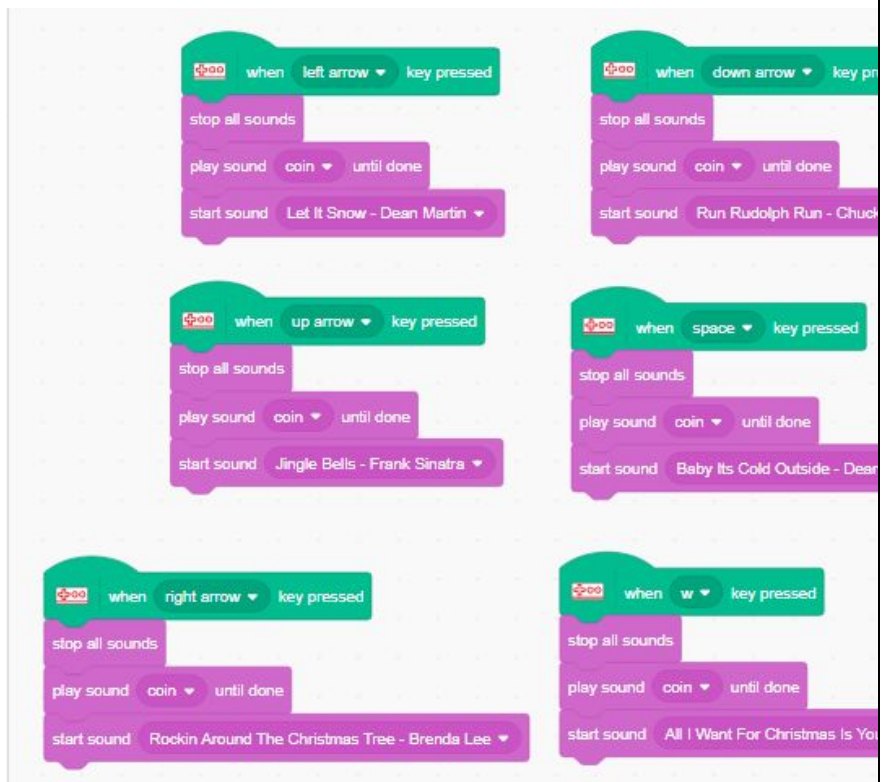 when left arrow key pressed
stop all sounds
play sound coin until done
start sound Let It Snow - Dean Martin
when down arrow key
stop all sounds
play sound coin until done
start sound Run Rudolph Run - Chuck
when up arrow key pressed
stop all sounds
play sound coin until done
start sound Jingle Bells - Frank Sinatra
when space key pressed
stop all sounds
play sound coin until done
start sound Baby Its Cold Outside - Dean
when right arrow key pressed
stop all sounds
play sound coin until done
start sound Rockin Around The Christmas Tree - Brenda Lee
when w key pressed
stop all sounds
play sound coin until done
start sound All I Want For Christmas Is You